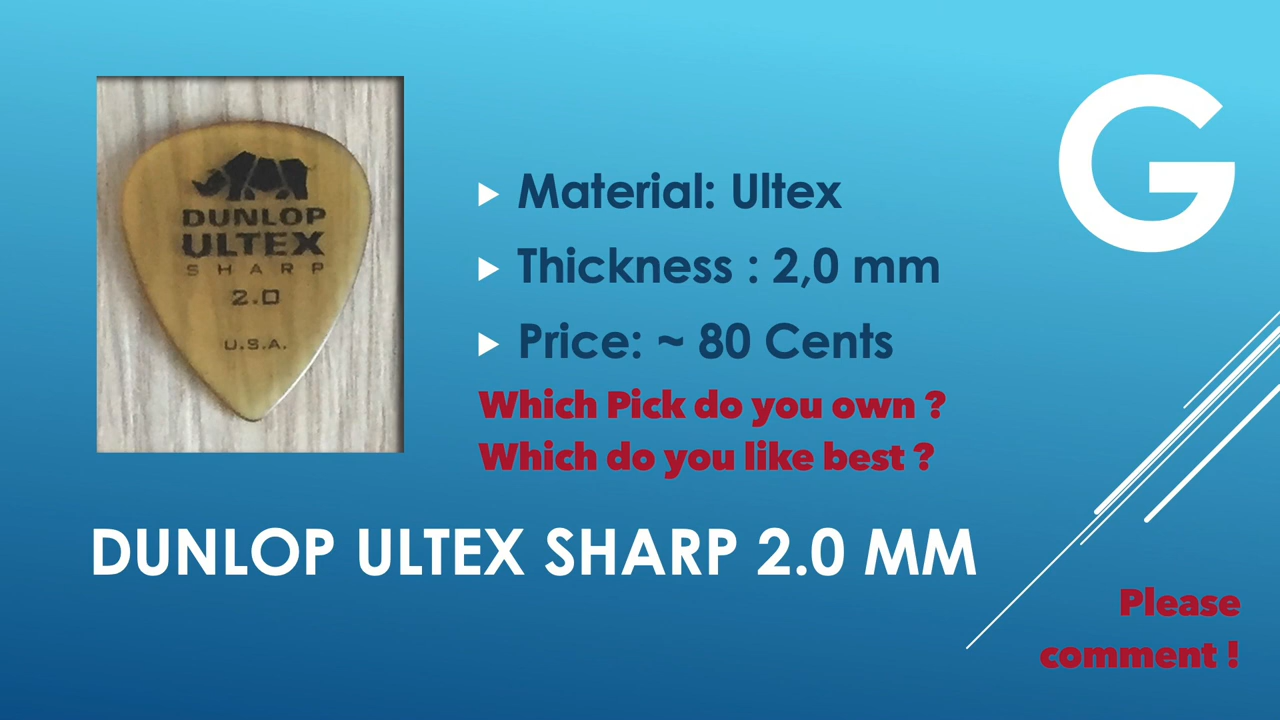 DUNLOP
ULTEX
SHARP
2.0
U.S.A.
Material: Ultex
Thickness : 2,0 mm
Price: ~ 80 Cents
Which Pick do you own ?
Which do you like best ?
G
DUNLOP ULTEX SHARP 2.0 MM
Please
comment !